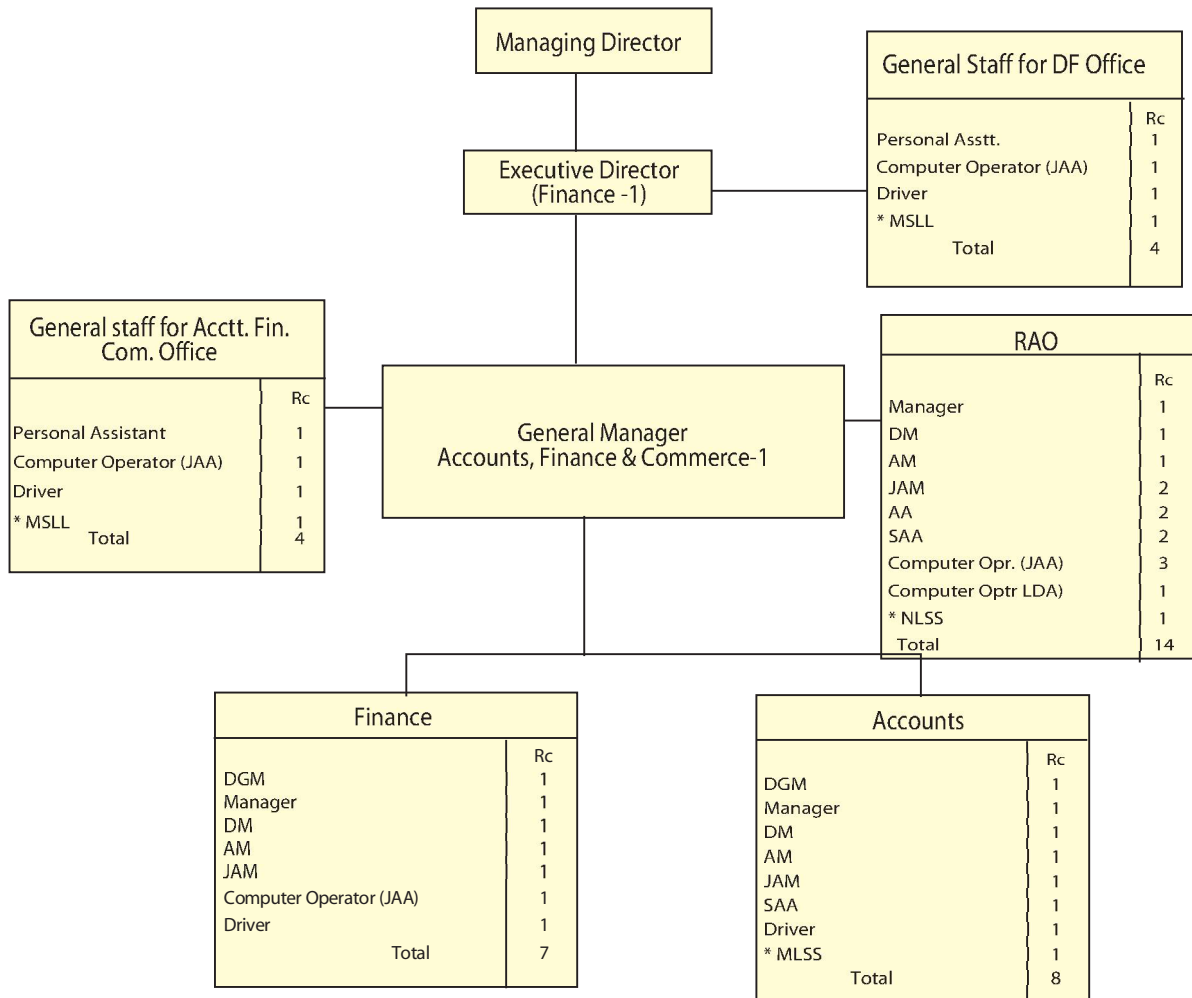 Managing Director
General Staff for DF Office
Rc
Personal Asstt. 1
Computer Operator (JAA) 1
Driver 1
* MSLL 1
Total 4
Executive Director
(Finance -1)
General staff for Acctt. Fin.
Com. Office
Rc
Personal Assistant 1
Computer Operator (JAA) 1
Driver 1
* MSLL 1
Total 4
General Manager
Accounts, Finance & Commerce-1
RAO
Rc
Manager 1
DM 1
AM 1
JAM 2
AA 2
SAA 2
Computer Opr. (JAA) 3
Computer Optr LDA) 1
* NLSS 1
Total 14
Finance
Rc
DGM 1
Manager 1
DM 1
AM 1
JAM 1
Computer Operator (JAA) 1
Driver 1
Total 7
Accounts
Rc
DGM 1
Manager 1
DM 1
AM 1
JAM 1
SAA 1
Driver 1
* MLSS 1
Total 8